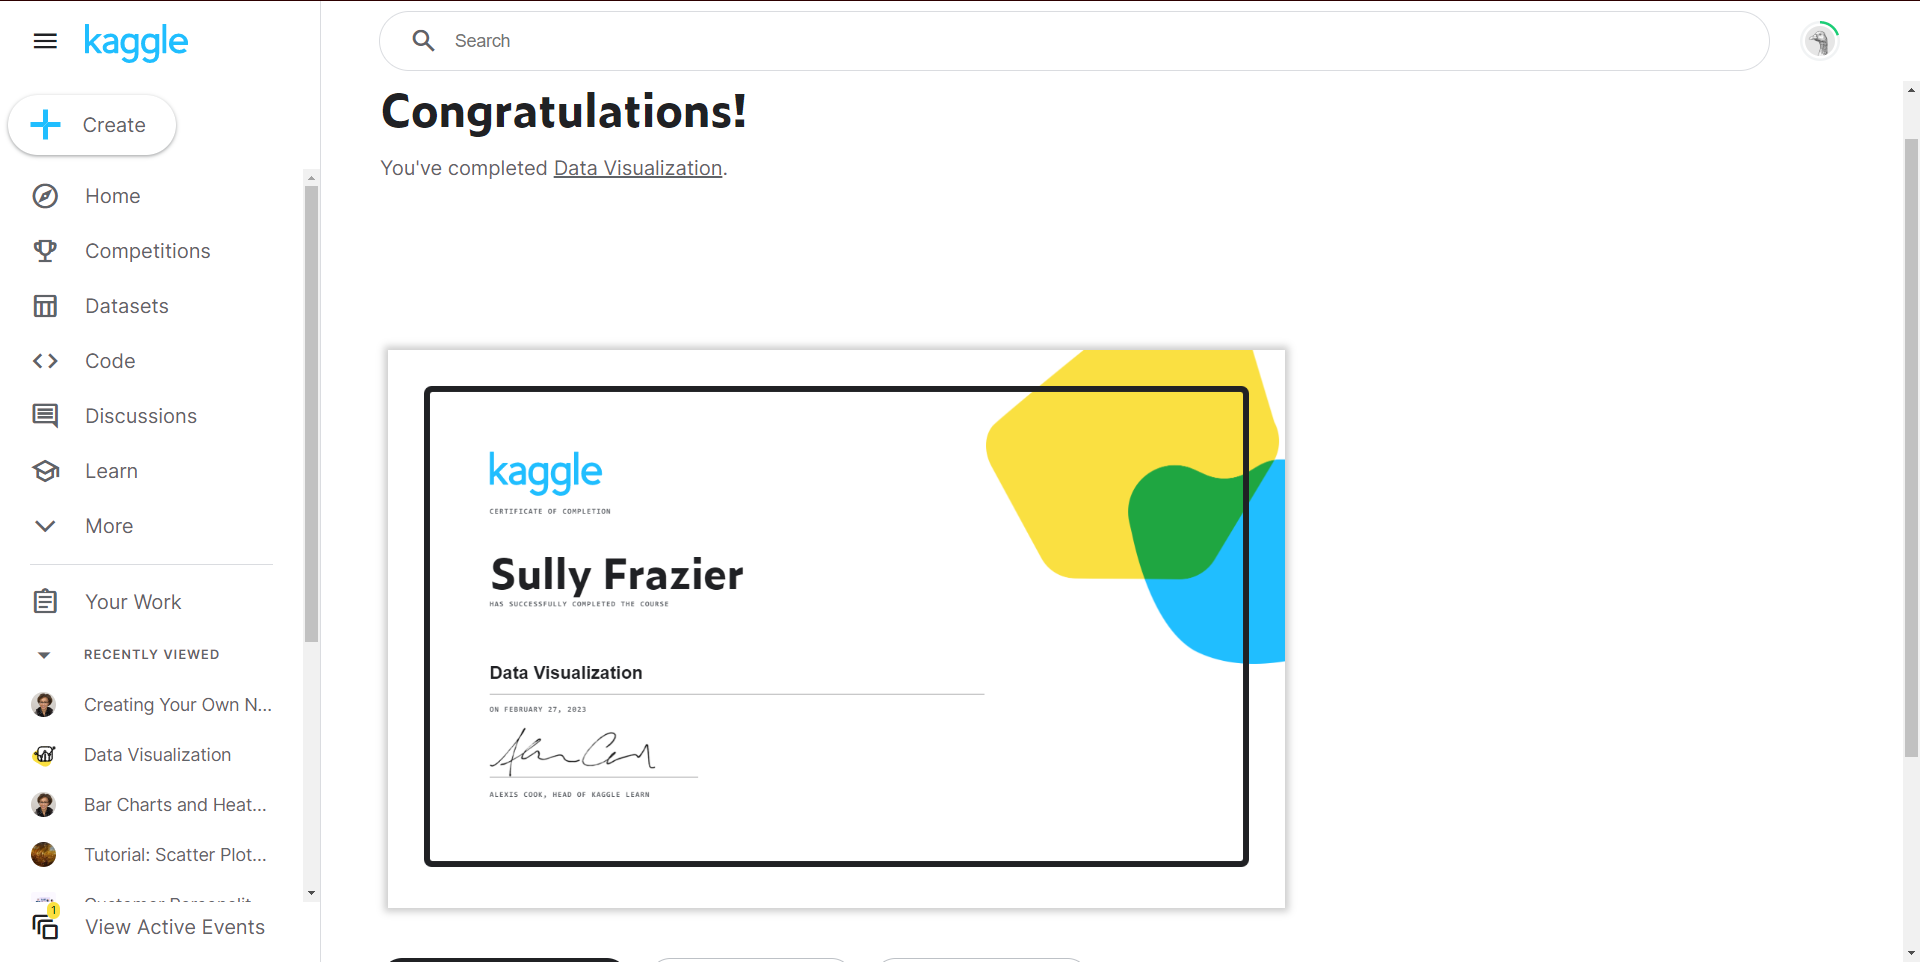 kaggle
Search
Create
Home
Competitions
Datasets
Code
Discussions
Learn
More
Your Work
RECENTLY VIEWED
Creating Your Own N...
Data Visualization
Bar Charts and Heat...
Tutorial: Scatter Plot...
1
View Active Events
Congratulations!
You've completed Data Visualization.
kaggle
CERTIFICATE OF COMPLETION
Sully Frazier
HAS SUCCESSFULLY COMPLETED THE COURSE
Data Visualization
ON FEBRUARY 27, 2023
ALEXIS COOK, HEAD OF KAGGLE LEARN